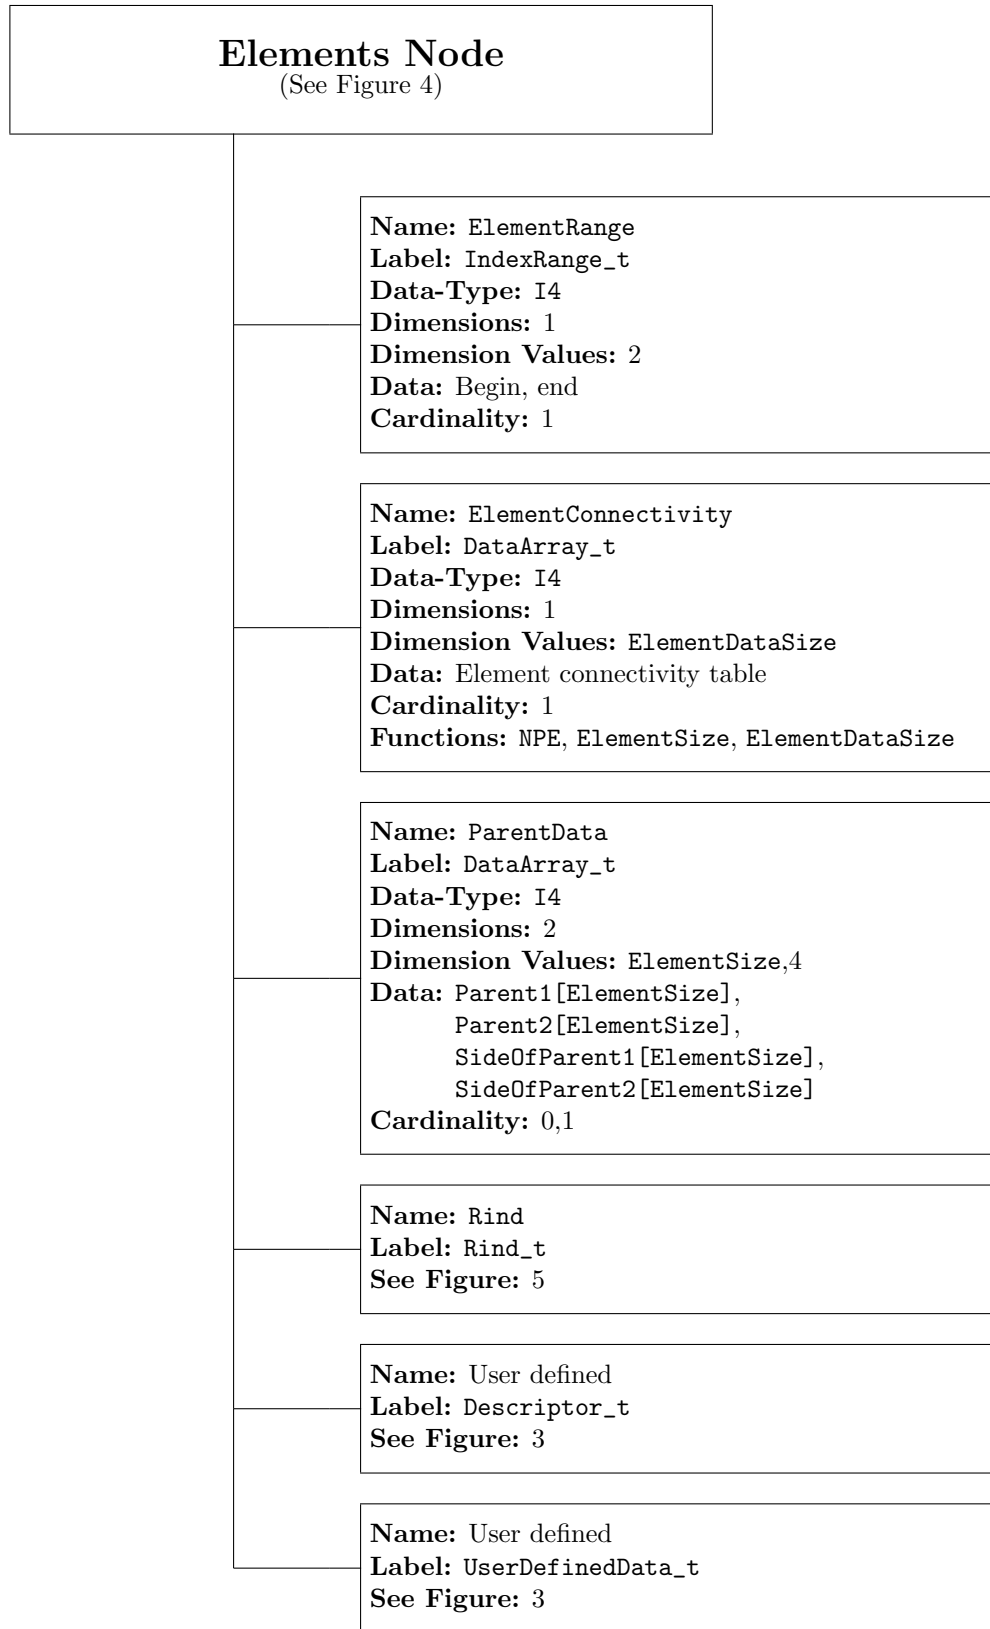 Elements Node
(See Figure 4)
Name: ElementRange
Label: IndexRange_t
Data-Type: I4
Dimensions: 1
Dimension Values: 2
Data: Begin, end
Cardinality: 1
Name: ElementConnectivity
Label: DataArray_t
Data-Type: I4
Dimensions: 1
Dimension Values: ElementDataSize
Data: Element connectivity table
Cardinality: 1
Functions: NPE, ElementSize, ElementDataSize
Name: ParentData
Label: DataArray_t
Data-Type: I4
Dimensions: 2
Dimension Values: ElementSize,4
Data: Parent1[ElementSize],
Parent2[ElementSize],
SideOfParent1[ElementSize],
SideOfParent2[ElementSize]
Cardinality: 0,1
Name: Rind
Label: Rind_t
See Figure: 5
Name: User defined
Label: Descriptor_t
See Figure: 3
Name: User defined
Label: UserDefinedData_t
See Figure: 3